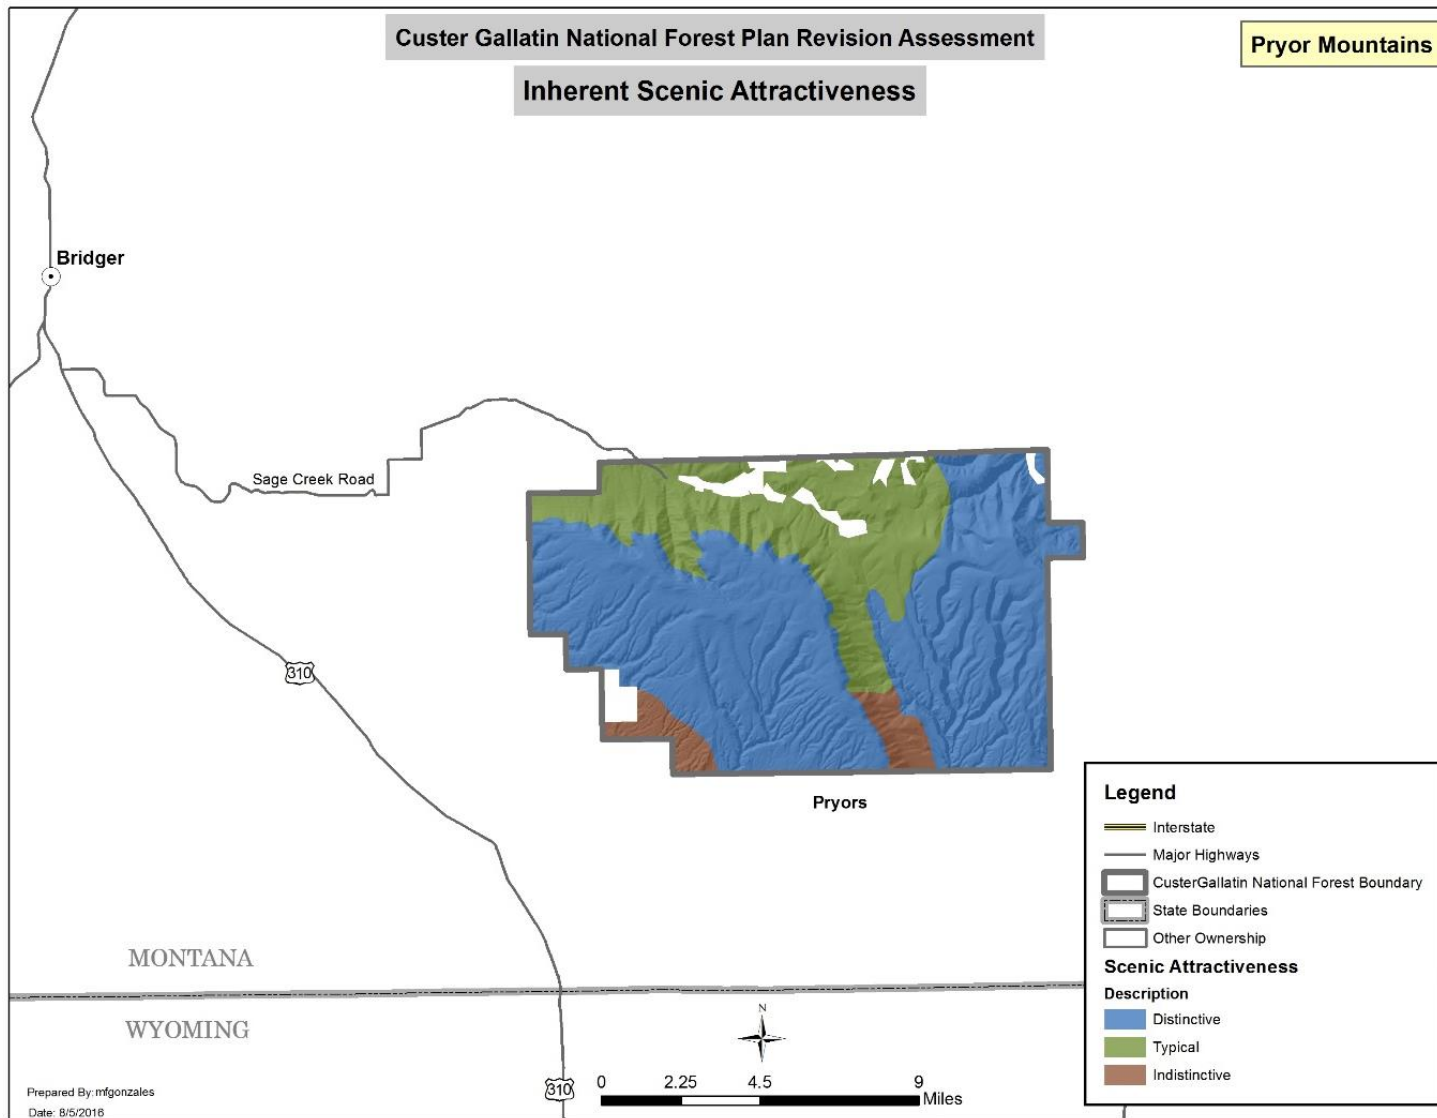 Custer Gallatin National Forest Plan Revision Assessment
Pryor Mountains
Inherent Scenic Attractiveness
Bridger
Sage Creek Road
310
Pryors
Legend
Interstate
Major Highways
CusterGallatin National Forest Boundary
State Boundaries
Other Ownership
Scenic Attractiveness
Description
Distinctive
Typical
Indistinctive
MONTANA
WYOMING
N
0 2.25 4.5 9
Miles
310
Prepared By: mfgonzales
Date: 8/5/2016